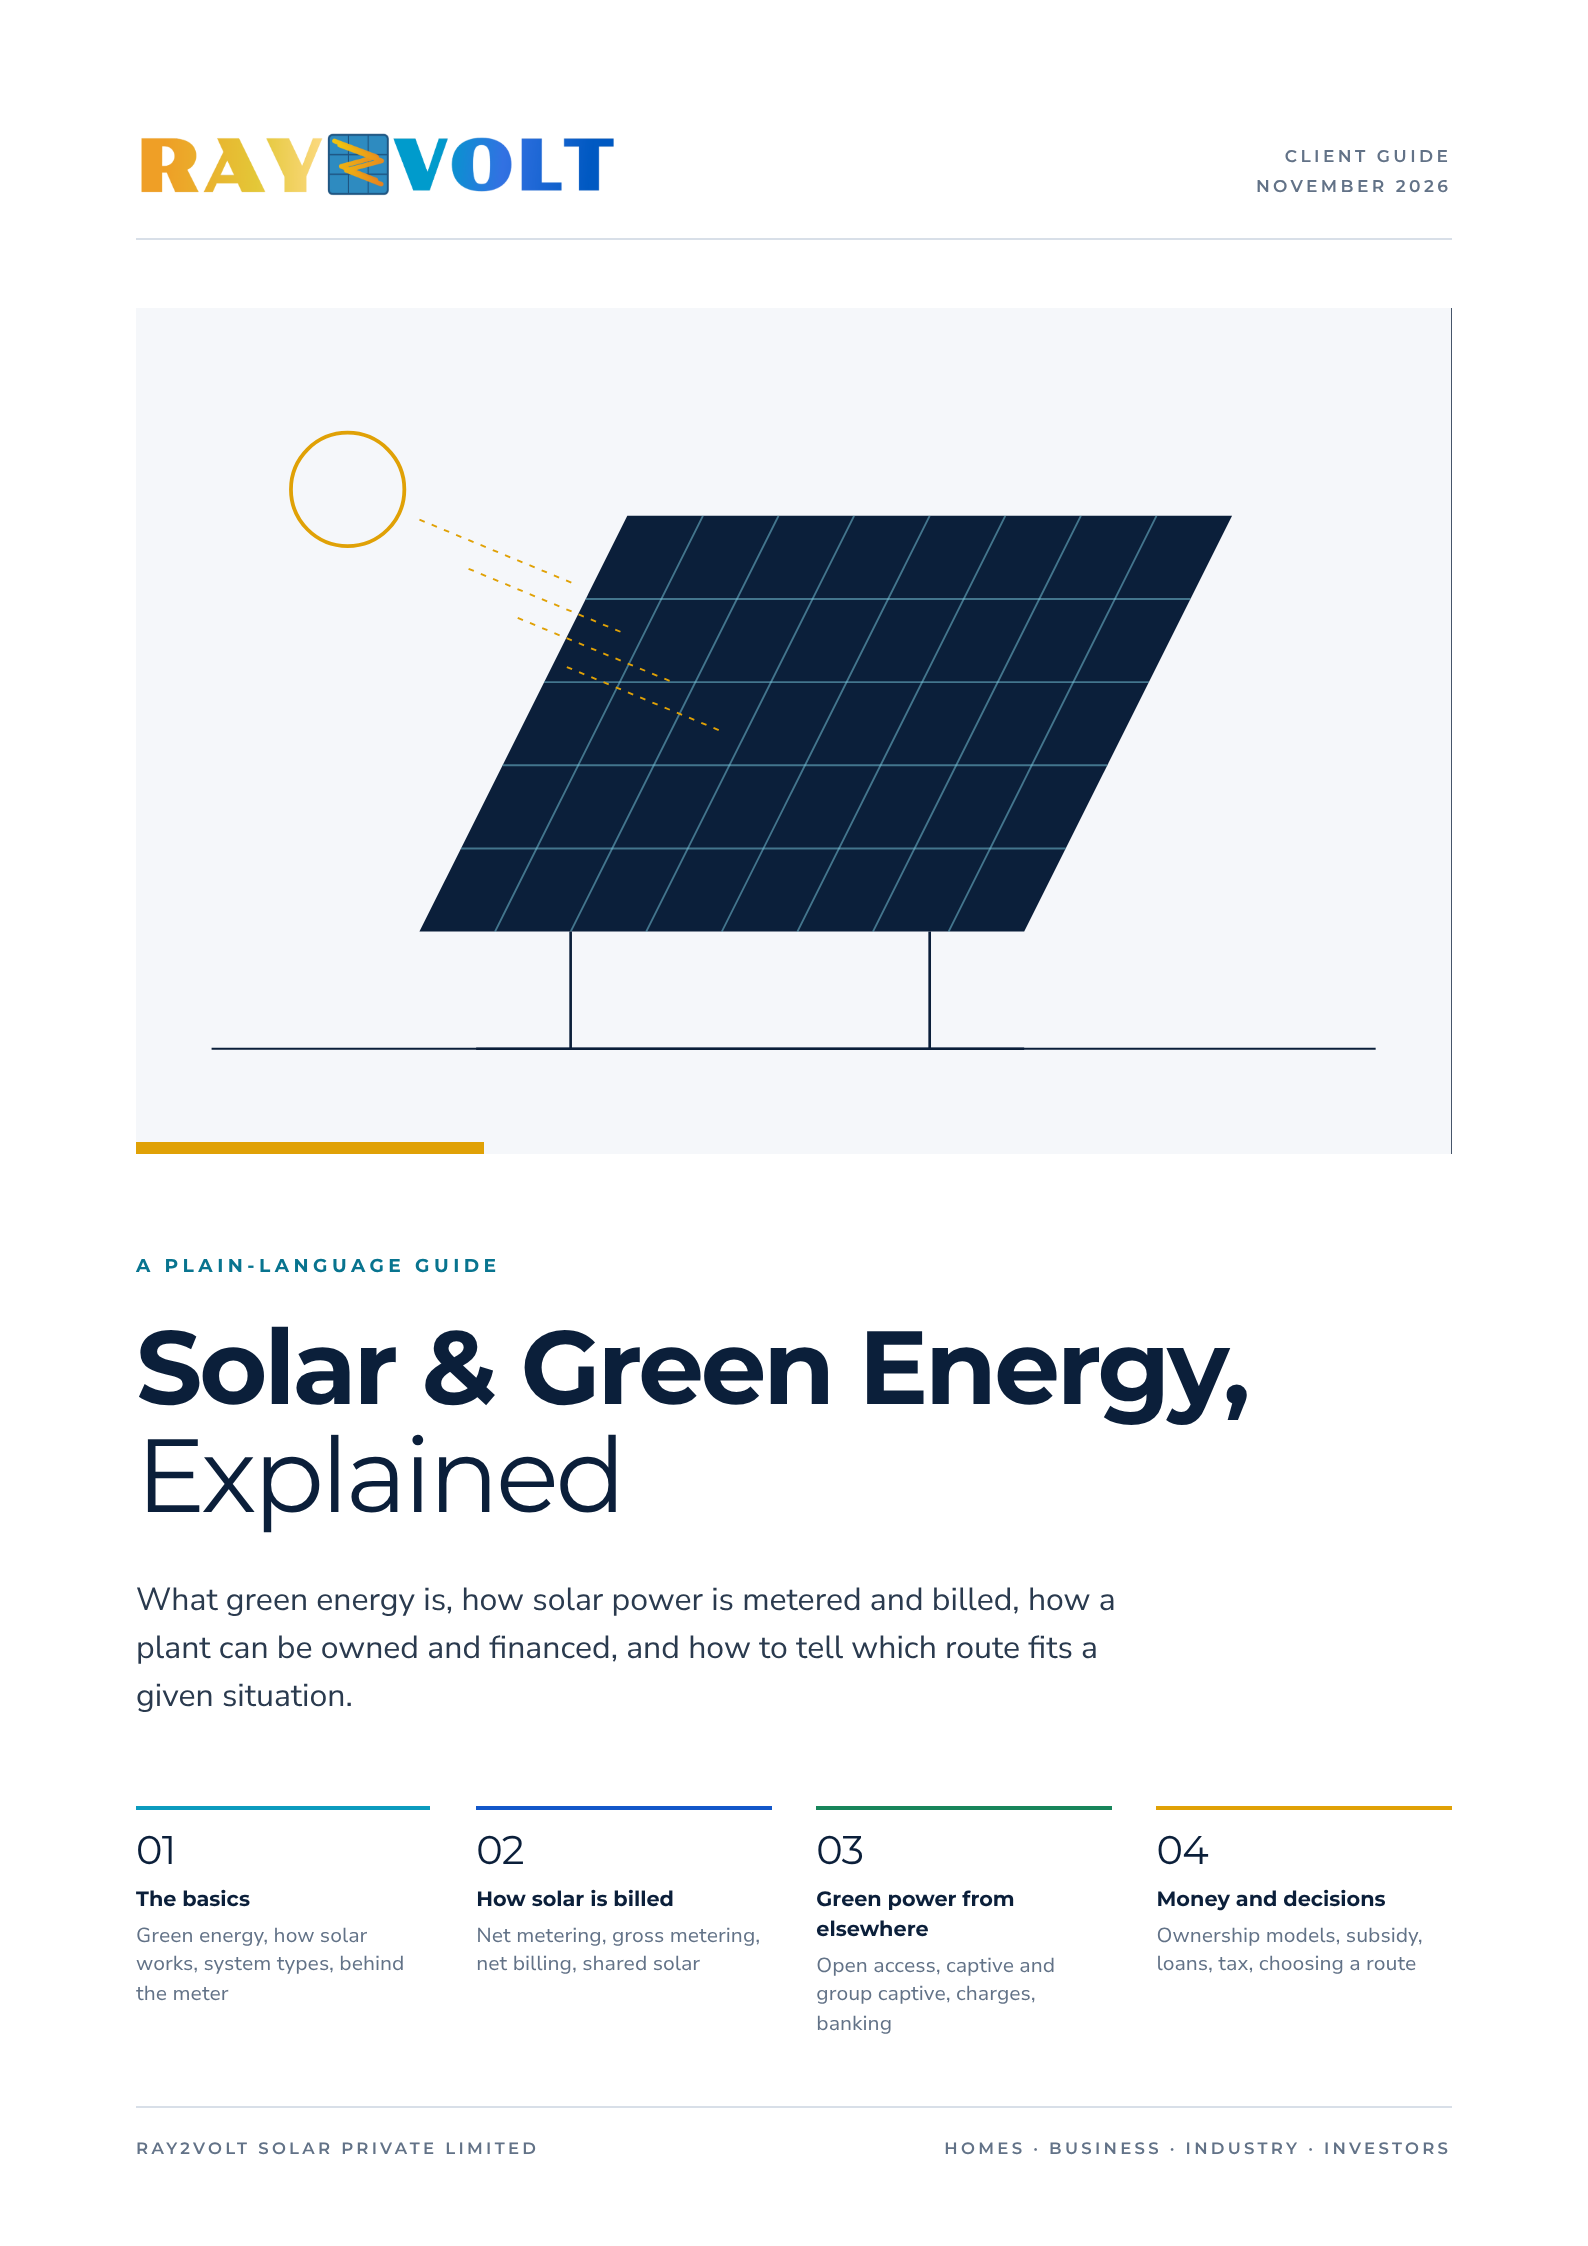 RAY2VOLT
CLIENT GUIDE
NOVEMBER 2026
A PLAIN-LANGUAGE GUIDE
Solar & Green Energy,
Explained
What green energy is, how solar power is metered and billed, how a
plant can be owned and financed, and how to tell which route fits a
given situation.
01
The basics
Green energy, how solar
works, system types, behind
the meter
02
How solar is billed
Net metering, gross metering,
net billing, shared solar
03
Green power from
elsewhere
Open access, captive and
group captive, charges,
banking
04
Money and decisions
Ownership models, subsidy,
loans, tax, choosing a route
RAY2VOLT SOLAR PRIVATE LIMITED
HOMES · BUSINESS · INDUSTRY · INVESTORS